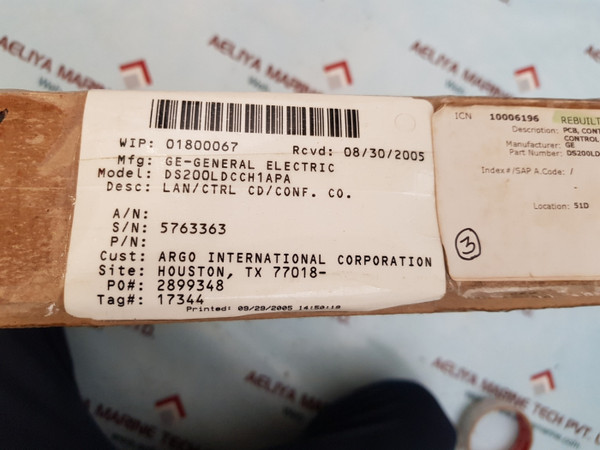 AELIYA MARINE
WIP: 01800067 Rcvd: 08/30/2005
Mfg: GE-GENERAL ELECTRIC
Model: DS200LDCCH1APA
Desc: LAN/CTRL CD/CONF. CO.
A/N:
S/N: 5763363
P/N:
Cust: ARGO INTERNATIONAL CORPORATION
Site: HOUSTON, TX 77018-
PO#: 2899348
Tag#: 17344
Printed: 09/29/2005 14:50:18
ICN 10006196 REBUILT
Description: PCB, CONT
CONTROL
Manufacturer: GE
Part Number: DS200LD
Index#/SAP A.Code: /
Location: 51D
3
AELIYA MARINE TECH PVT. LTD.